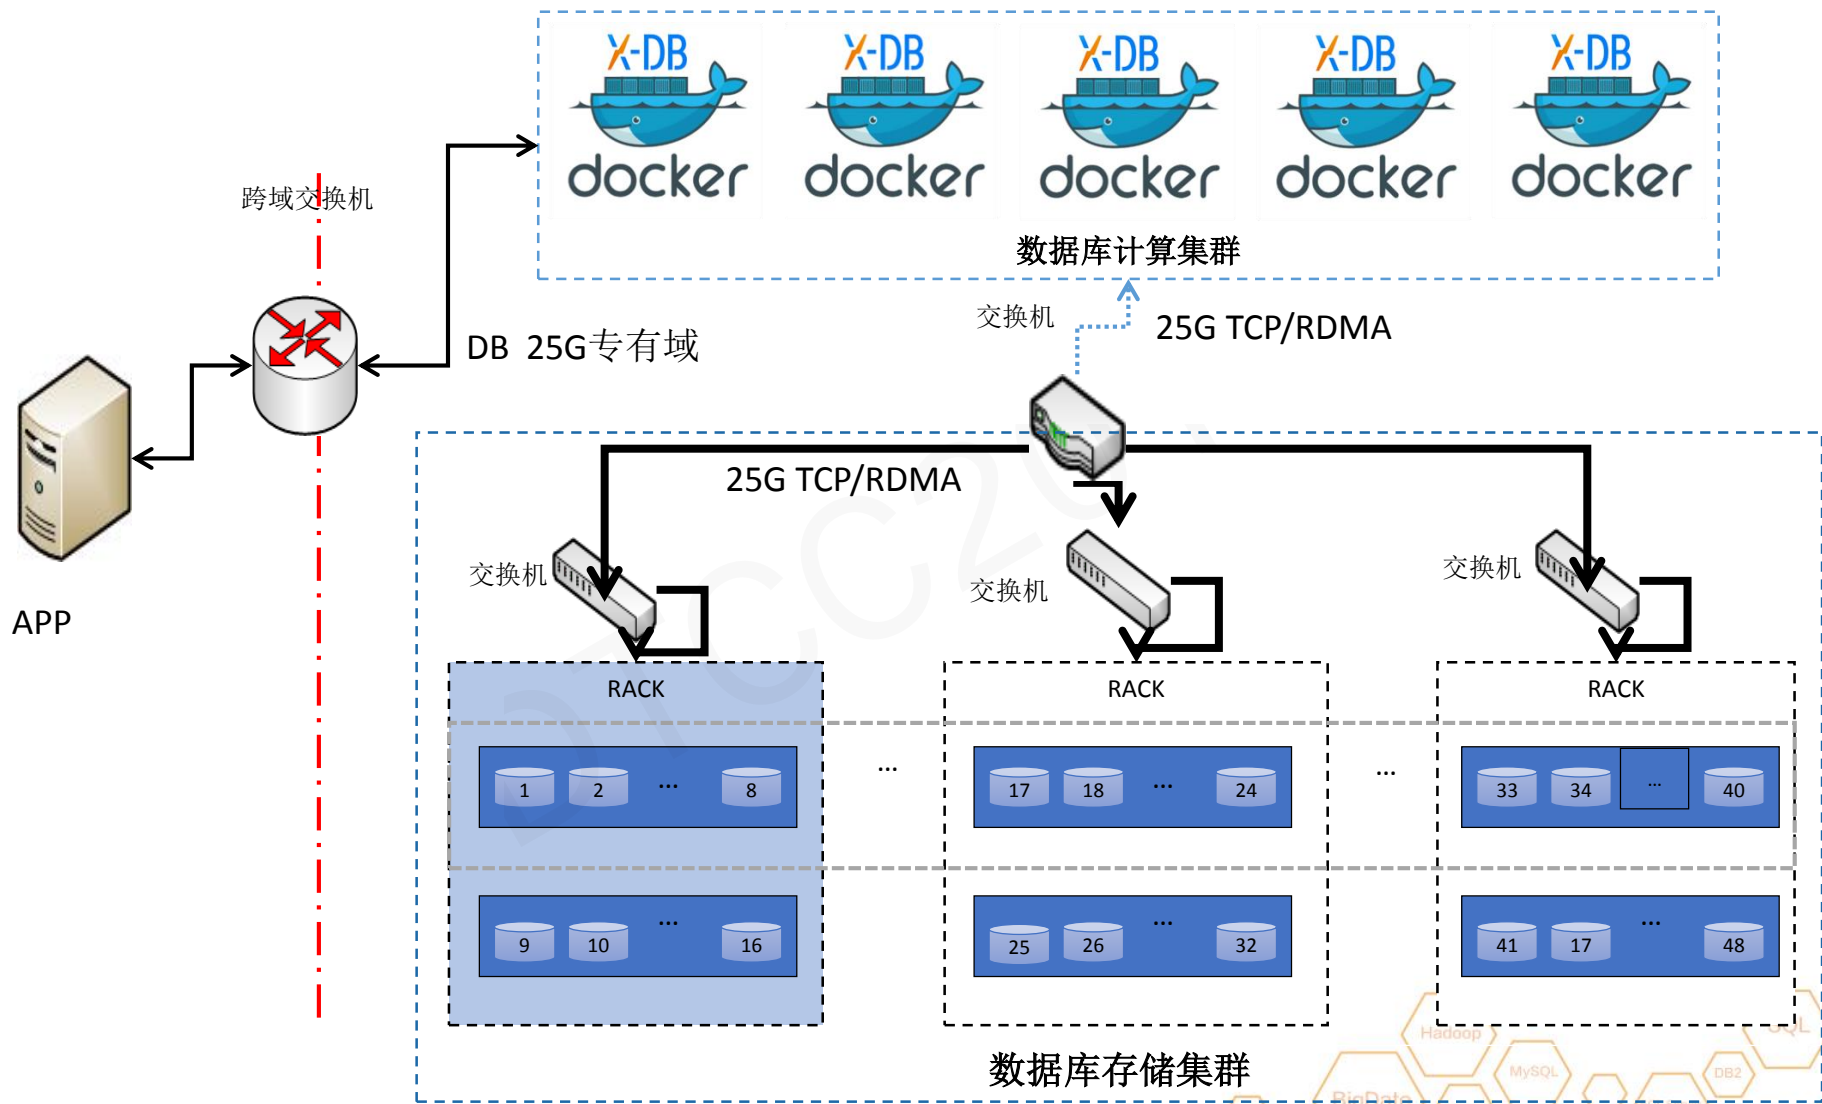 X-DB X-DB X-DB X-DB X-DB
docker docker docker docker docker
数据库计算集群
跨域交换机
交换机
25G TCP/RDMA
DB 25G专有域
25G TCP/RDMA
APP
交换机
交换机
交换机
RACK RACK RACK
1 2 ... 8
...
17 18 ... 24
...
33 34 ... 40
9 10 ... 16
25 26 ... 32
41 17 ... 48
数据库存储集群
Hadoop
MySQL
DB2
SQL
BigData